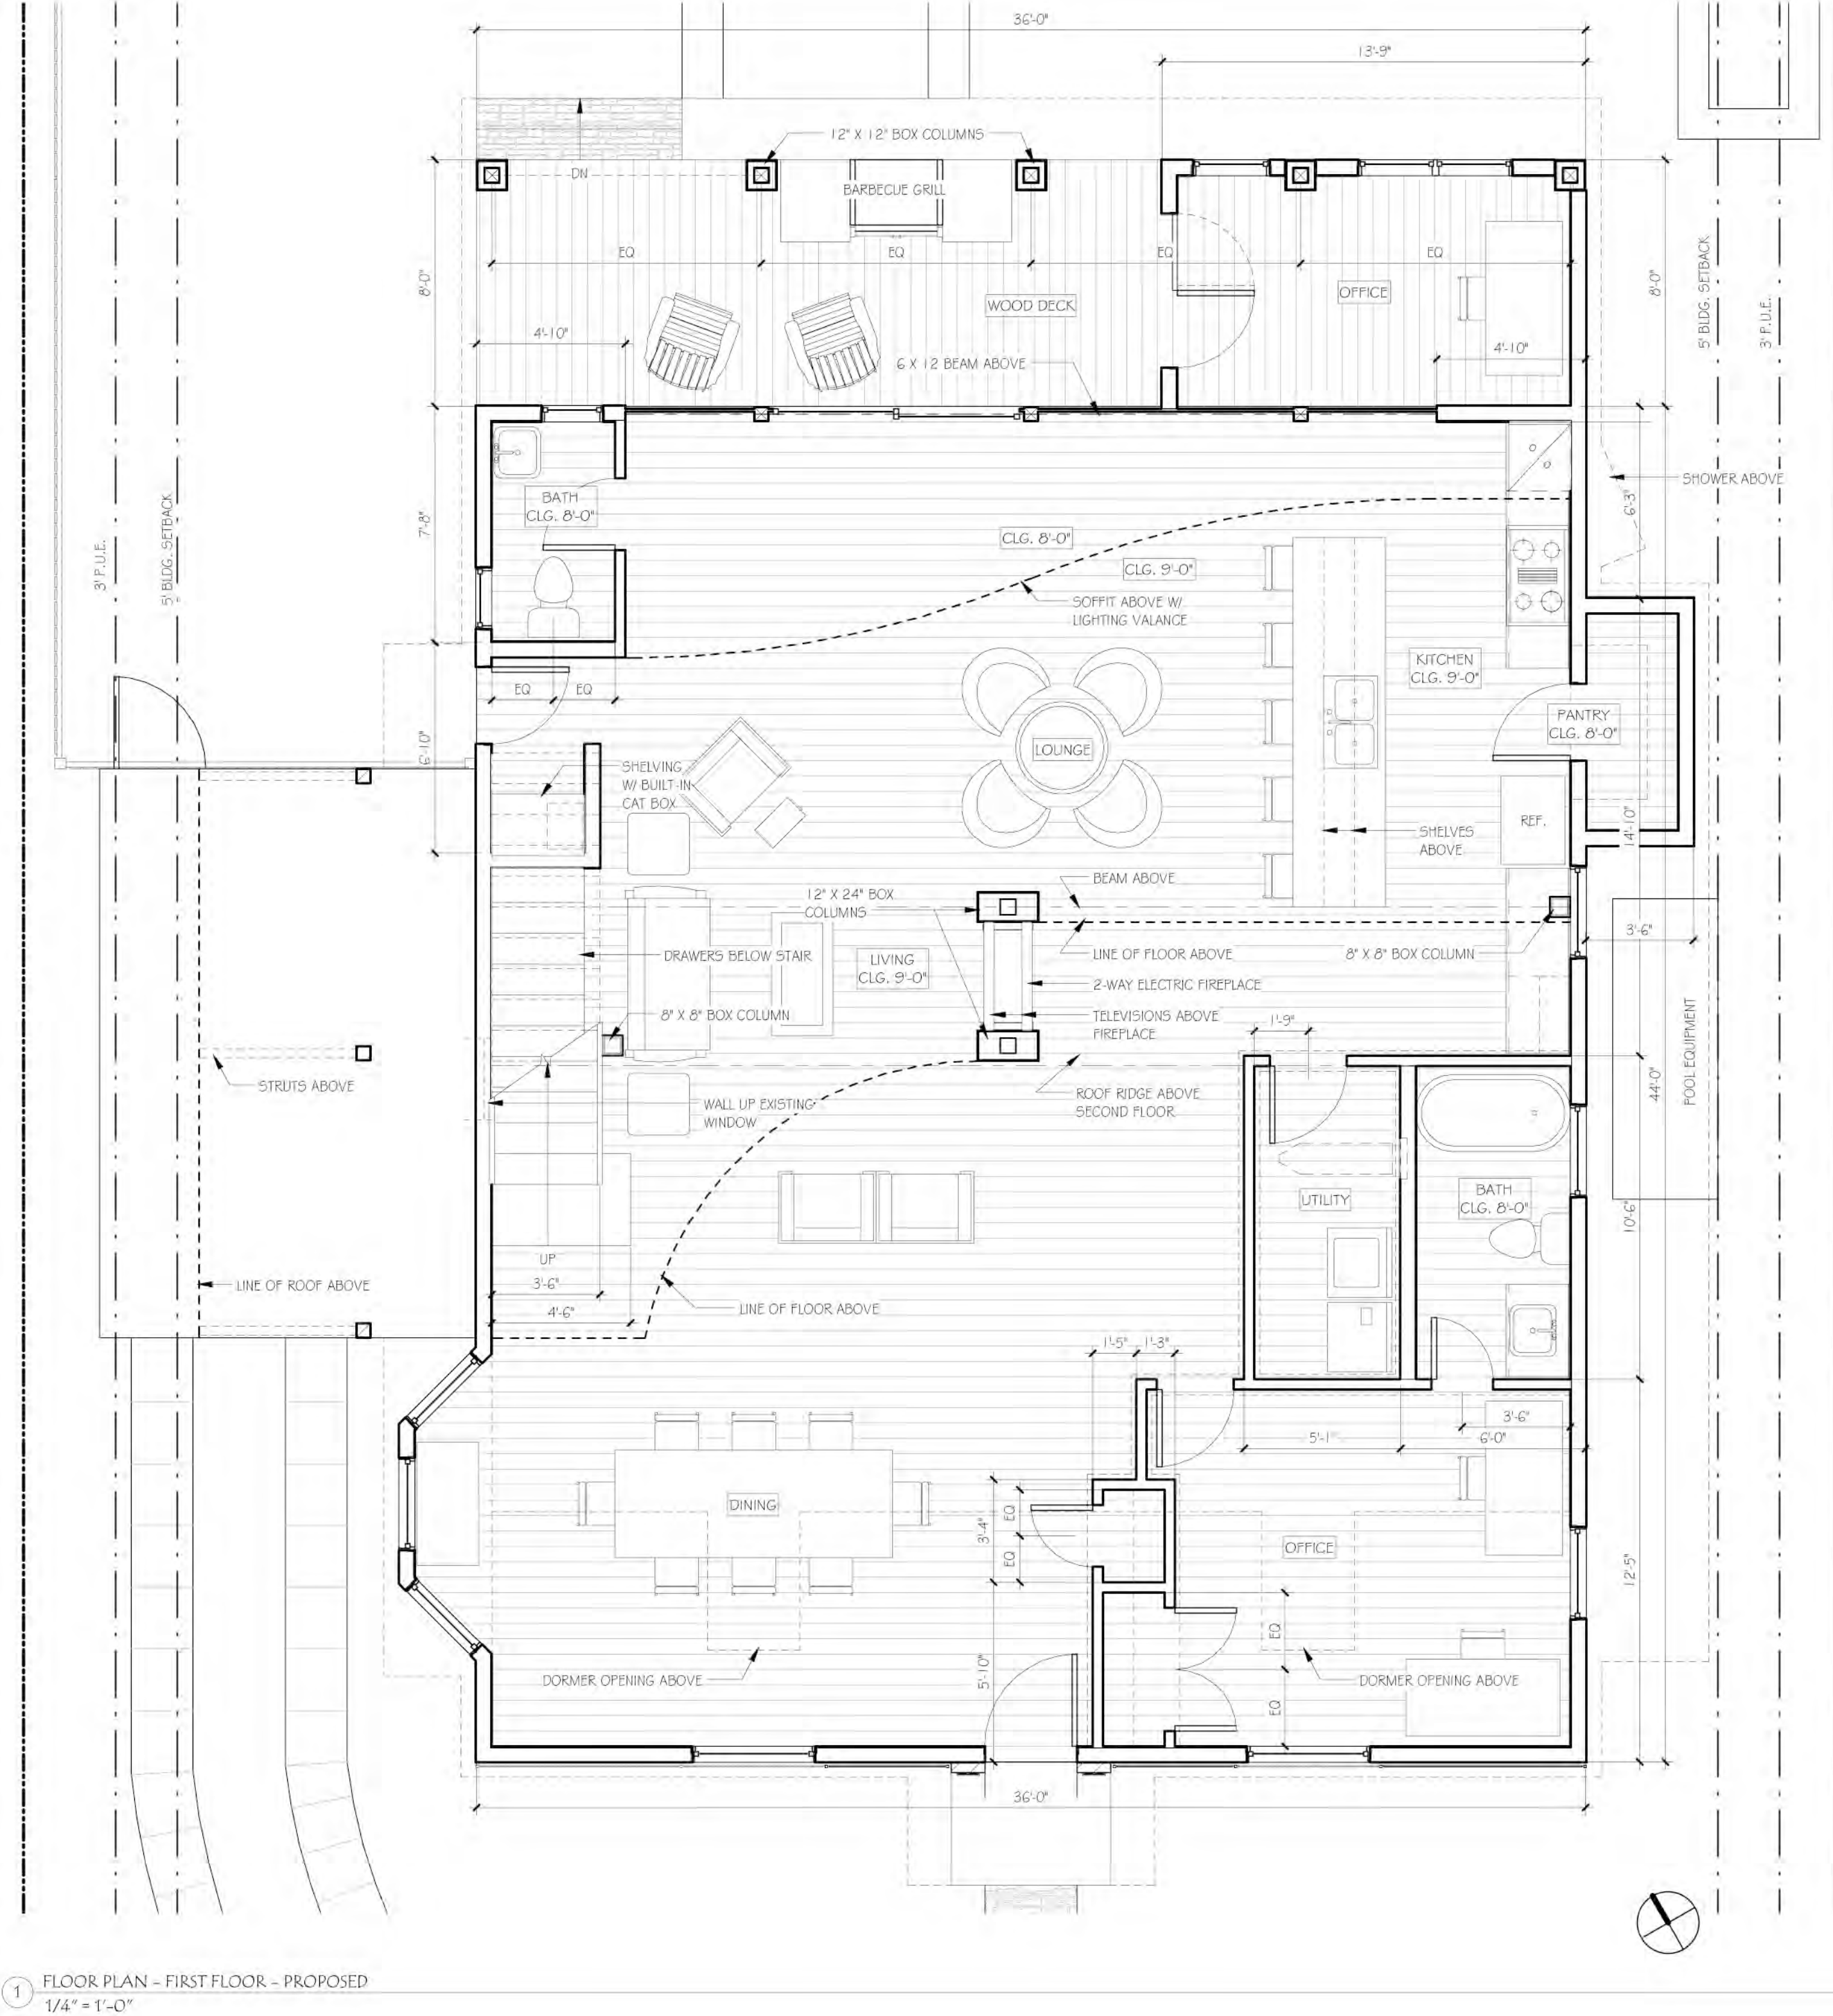 36'-0"
13'-9"
12" X 12" BOX COLUMNS
DN
BARBECUE GRILL
EQ
EQ
EQ
EQ
8'-0"
8'-0"
WOOD DECK
OFFICE
5' BLDG. SETBACK
3' P.U.E.
4'-10"
4'-10"
6 X 12 BEAM ABOVE
SHOWER ABOVE
BATH
CLG. 8'-0"
7'-8"
6'-3"
3' P.U.E.
5' BLDG. SETBACK
CLG. 8'-0"
CLG. 9'-0"
SOFFIT ABOVE W/
LIGHTING VALANCE
KITCHEN
CLG. 9'-0"
EQ
EQ
PANTRY
CLG. 8'-0"
6'-10"
LOUNGE
SHELVING
W/ BUILT-IN
CAT BOX
REF.
SHELVES
ABOVE
14'-10"
BEAM ABOVE
12" X 24" BOX
COLUMNS
3'-6"
DRAWERS BELOW STAIR
LIVING
CLG. 9'-0"
LINE OF FLOOR ABOVE
8" X 8" BOX COLUMN
2-WAY ELECTRIC FIREPLACE
8" X 8" BOX COLUMN
TELEVISIONS ABOVE
FIREPLACE
1'-9"
POOL EQUIPMENT
STRUTS ABOVE
44'-0"
WALL UP EXISTING
WINDOW
ROOF RIDGE ABOVE
SECOND FLOOR
UTILITY
BATH
CLG. 8'-0"
10'-6"
UP
3'-6"
LINE OF ROOF ABOVE
4'-6"
LINE OF FLOOR ABOVE
1'-5"
1'-3"
3'-6"
5'-1"
6'-0"
DINING
EQ
3'-4"
EQ
OFFICE
12'-5"
EQ
5'-10"
DORMER OPENING ABOVE
DORMER OPENING ABOVE
EQ
36'-0"
1
FLOOR PLAN - FIRST FLOOR - PROPOSED
1/4" = 1'-0"